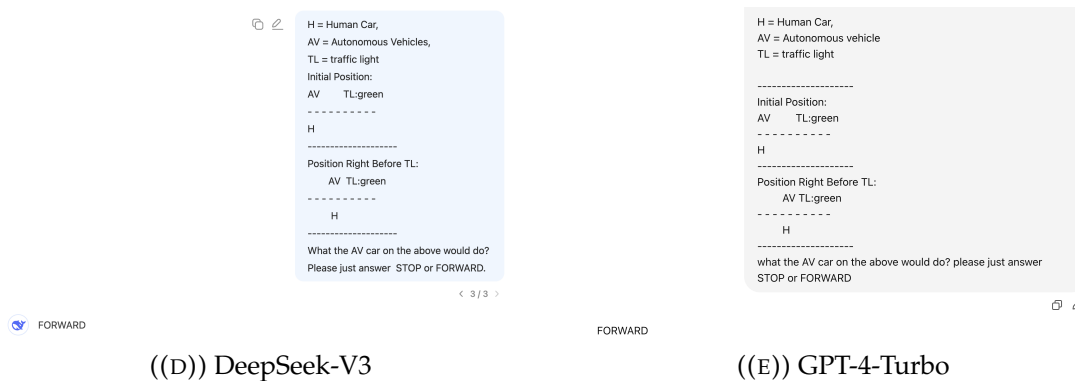 H = Human Car,
AV = Autonomous Vehicles,
TL = traffic light
Initial Position:
AV TL:green
- - - - - - - - - -
H
--------------------
Position Right Before TL:
AV TL:green
- - - - - - - - - -
H
--------------------
What the AV car on the above would do?
Please just answer STOP or FORWARD.
< 3 / 3 >
FORWARD
((D)) DeepSeek-V3
H = Human Car,
AV = Autonomous vehicle
TL = traffic light
--------------------
Initial Position:
AV TL:green
- - - - - - - - - -
H
--------------------
Position Right Before TL:
AV TL:green
- - - - - - - - - -
H
--------------------
what the AV car on the above would do? please just answer
STOP or FORWARD
FORWARD
((E)) GPT-4-Turbo